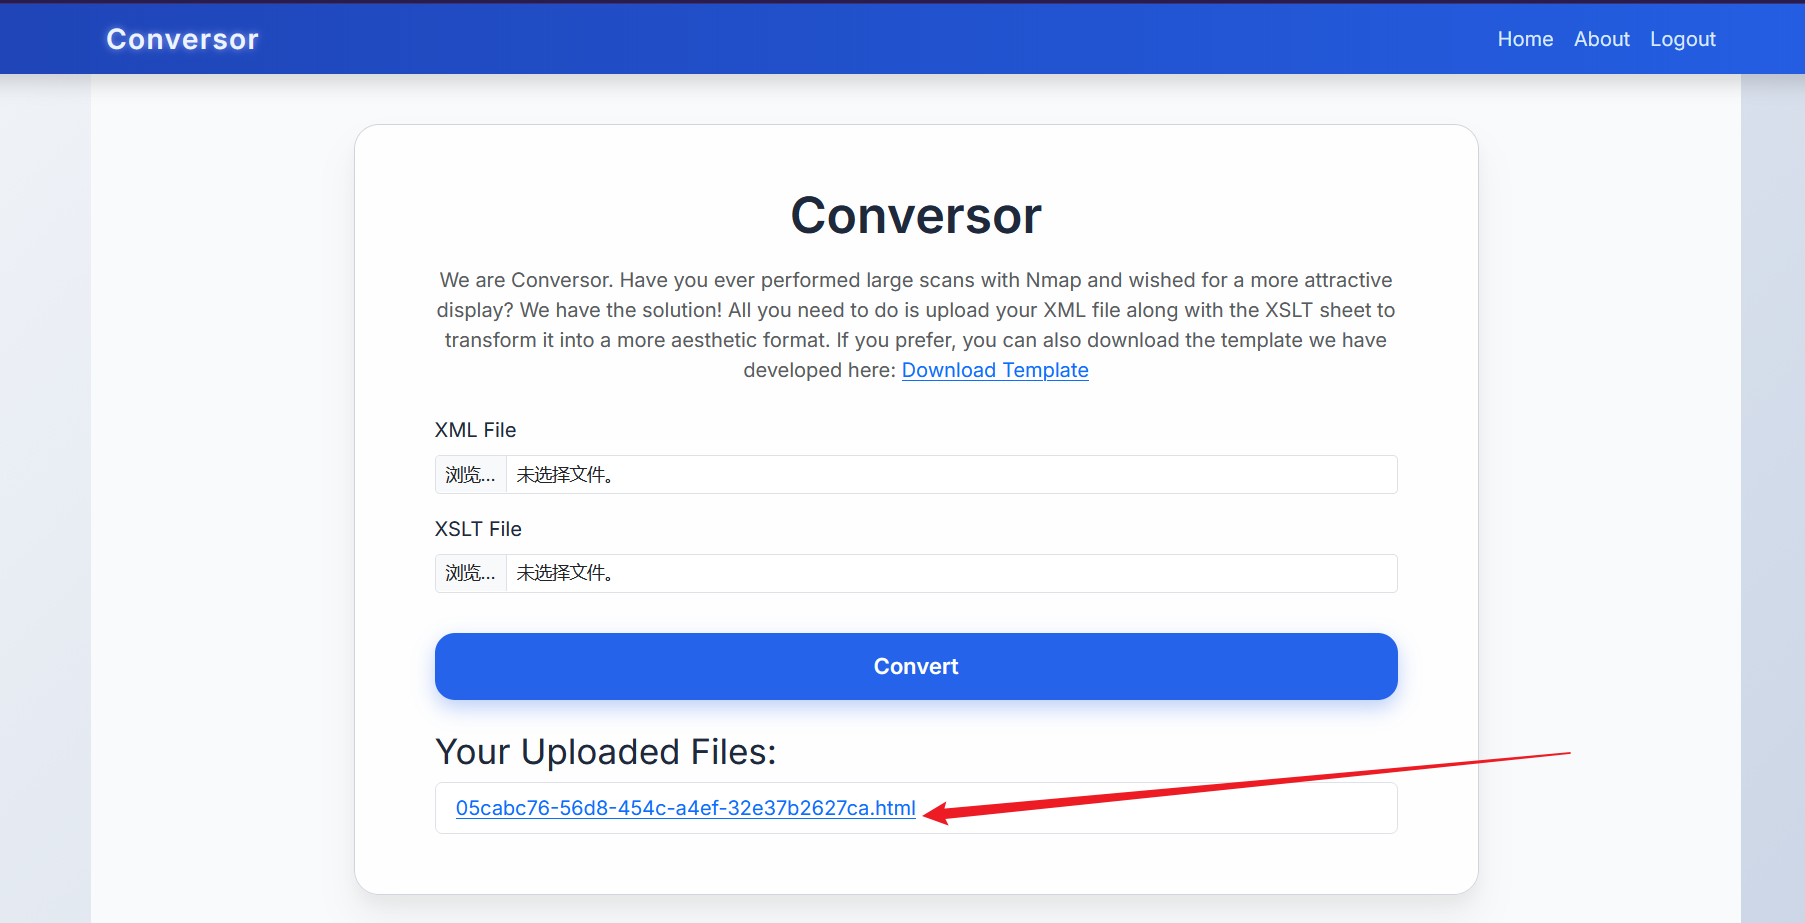 Conversor
Home About Logout
Conversor
We are Conversor. Have you ever performed large scans with Nmap and wished for a more attractive
display? We have the solution! All you need to do is upload your XML file along with the XSLT sheet to
transform it into a more aesthetic format. If you prefer, you can also download the template we have
developed here: Download Template
XML File
浏览... 未选择文件。
XSLT File
浏览... 未选择文件。
Convert
Your Uploaded Files:
05cabc76-56d8-454c-a4ef-32e37b2627ca.html